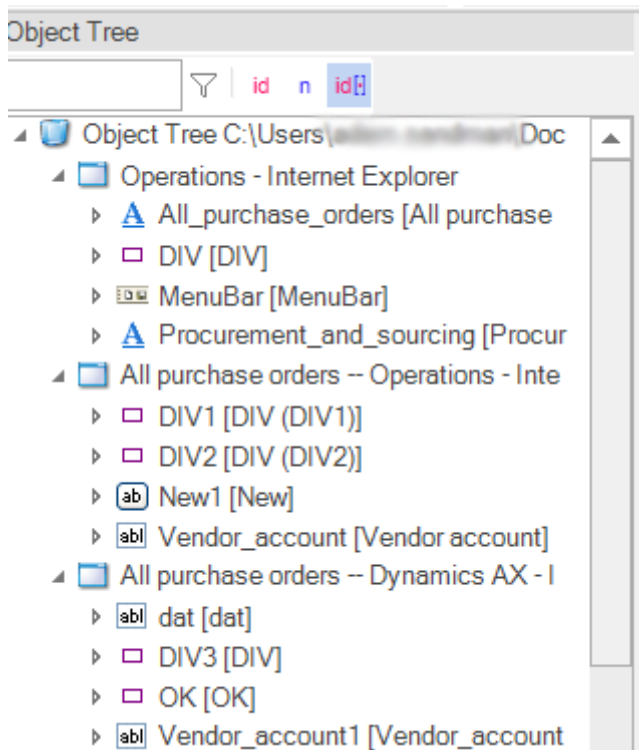 Object Tree
id n id[·]
Object Tree C:\Users\ \Doc
Operations - Internet Explorer
A All_purchase_orders [All purchase
DIV [DIV]
MenuBar [MenuBar]
A Procurement_and_sourcing [Procur
All purchase orders -- Operations - Inte
DIV1 [DIV (DIV1)]
DIV2 [DIV (DIV2)]
ab New1 [New]
abl Vendor_account [Vendor account]
All purchase orders -- Dynamics AX - I
abl dat [dat]
DIV3 [DIV]
OK [OK]
abl Vendor_account1 [Vendor_account